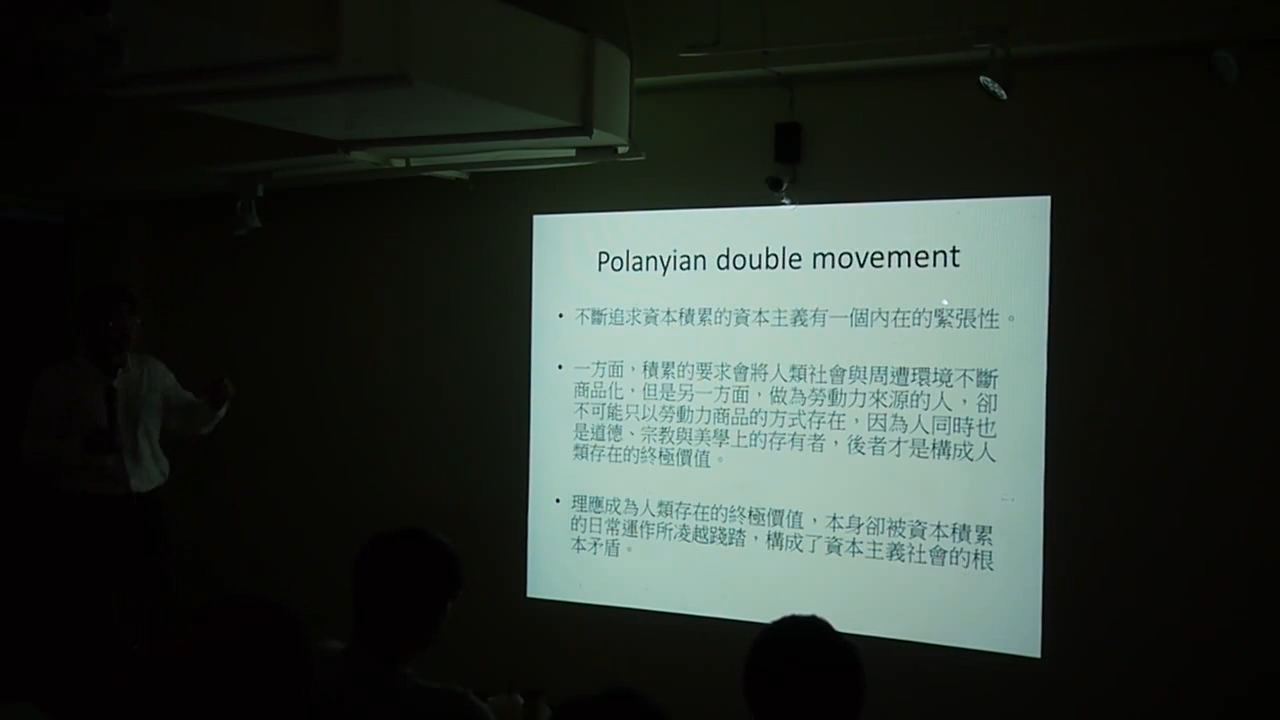 Polanyian double movement
• 不斷追求資本積累的資本主義有一個內在的緊張性。
• 一方面，積累的要求會將人類社會與周遭環境不斷
商品化，但是另一方面，做為勞動力來源的人，卻
不可能只以勞動力商品的方式存在，因為人同時也
是道德、宗教與美學上的存有者，後者才是構成人
類存在的終極價值。
• 理應成為人類存在的終極價值，本身卻被資本積累
的日常運作所凌越踐踏，構成了資本主義社會的根
本矛盾。